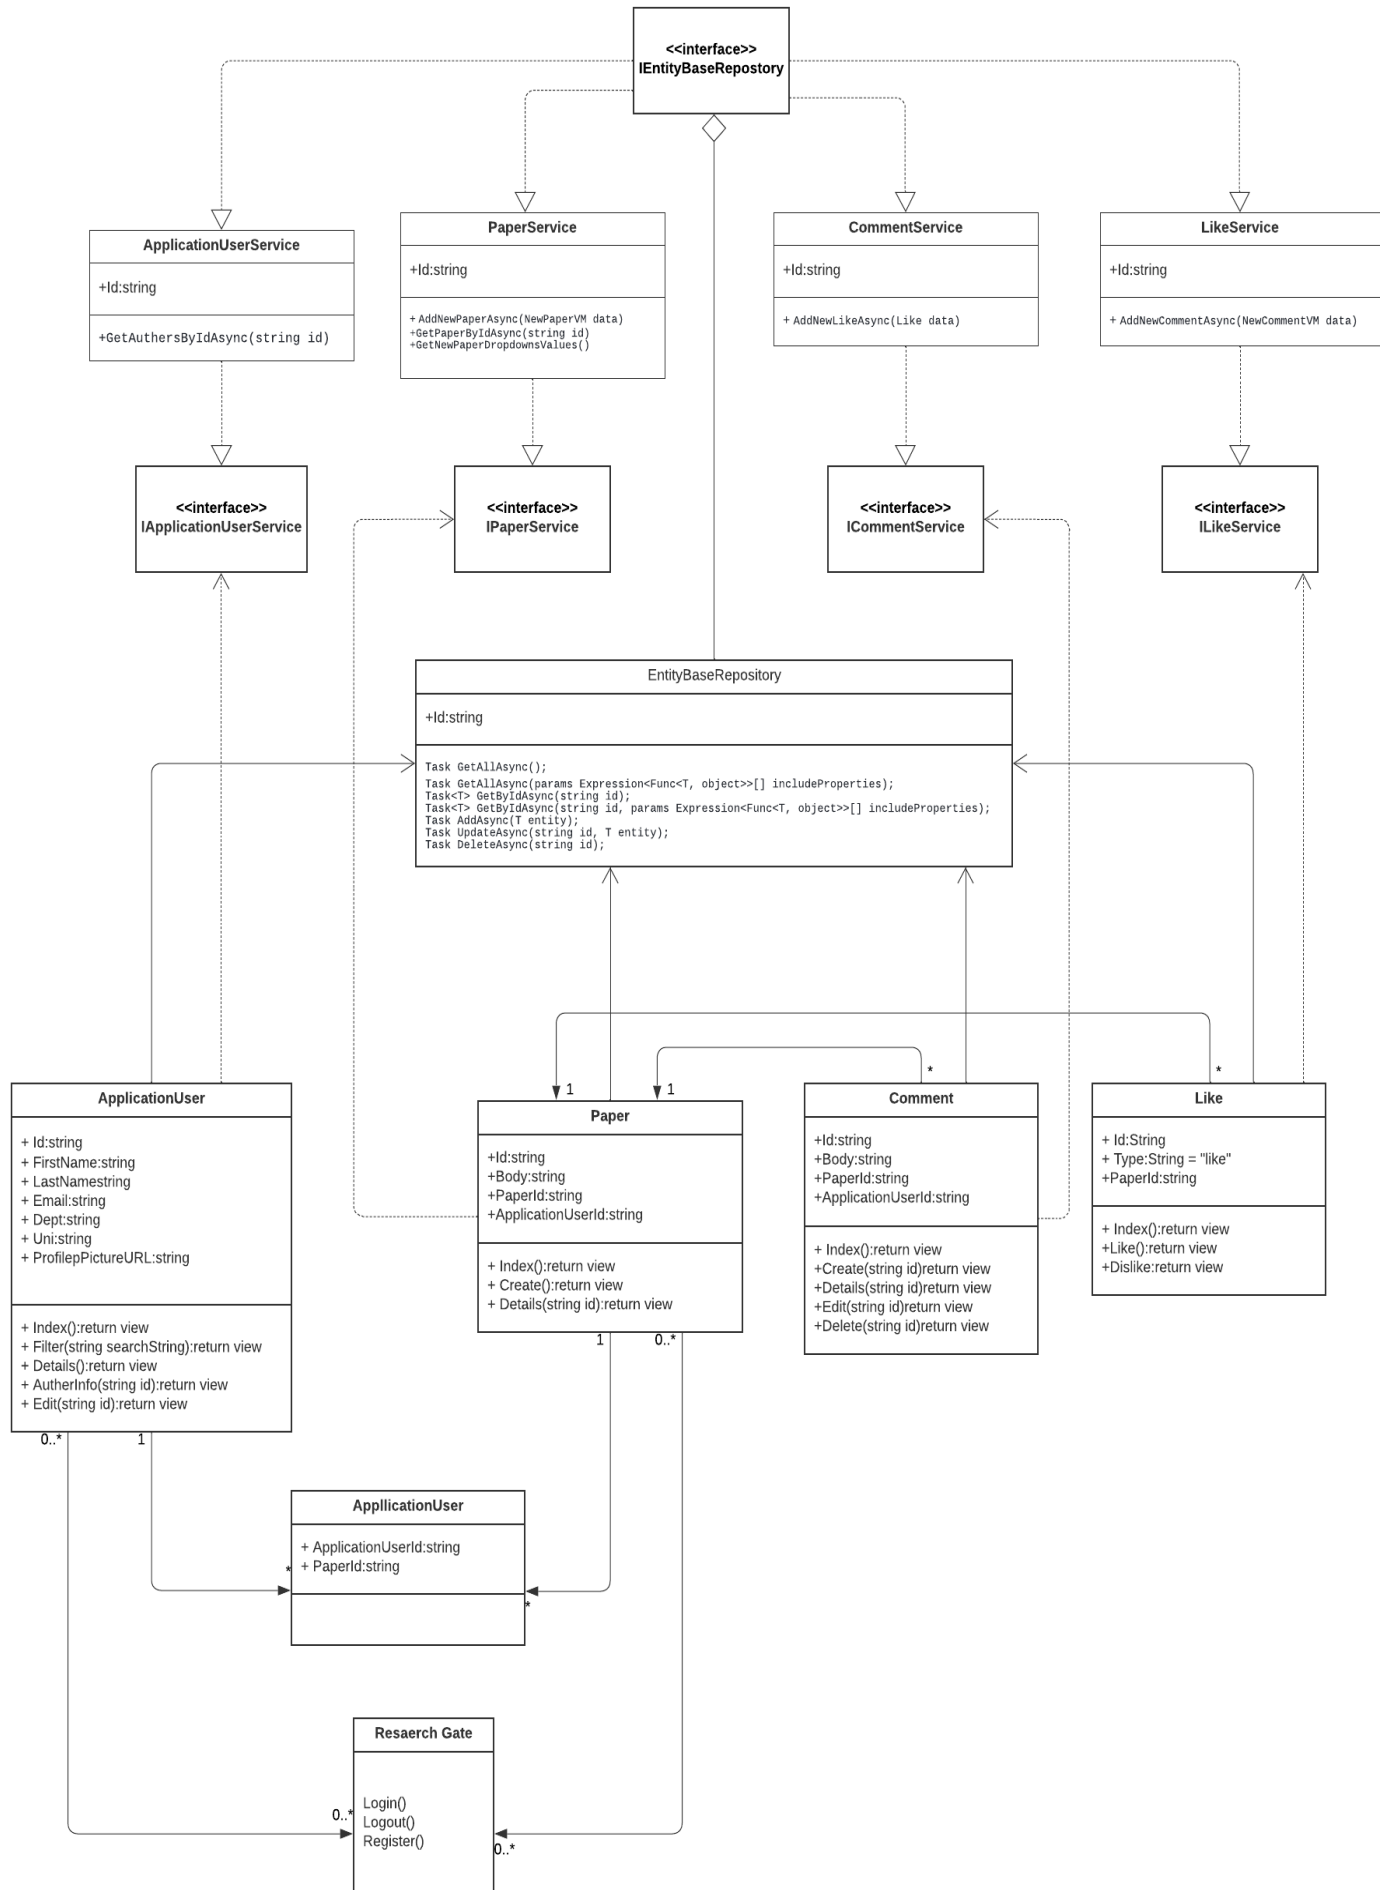 <<interface>>
IEntityBaseRepostory
ApplicationUserService
+Id:string
+GetAuthersByIdAsync(string id)
PaperService
+Id:string
+ AddNewPaperAsync(NewPaperVM data)
+GetPaperByIdAsync(string id)
+GetNewPaperDropdownsValues()
CommentService
+Id:string
+ AddNewLikeAsync(Like data)
LikeService
+Id:string
+ AddNewCommentAsync(NewCommentVM data)
<<interface>>
IApplicationUserService
<<interface>>
IPaperService
<<interface>>
ICommentService
<<interface>>
ILikeService
EntityBaseRepository
+Id:string
Task GetAllAsync();
Task GetAllAsync(params Expression<Func<T, object>>[] includeProperties);
Task<T> GetByIdAsync(string id);
Task<T> GetByIdAsync(string id, params Expression<Func<T, object>>[] includeProperties);
Task AddAsync(T entity);
Task UpdateAsync(string id, T entity);
Task DeleteAsync(string id);
1
1
*
*
ApplicationUser
+ Id:string
+ FirstName:string
+ LastNamestring
+ Email:string
+ Dept:string
+ Uni:string
+ ProfilepPictureURL:string
+ Index():return view
+ Filter(string searchString):return view
+ Details():return view
+ AutherInfo(string id):return view
+ Edit(string id):return view
0..*
1
Paper
+Id:string
+Body:string
+PaperId:string
+ApplicationUserId:string
+ Index():return view
+ Create():return view
+ Details(string id):return view
1
0..*
Comment
+Id:string
+Body:string
+PaperId:string
+ApplicationUserId:string
+ Index():return view
+Create(string id)return view
+Details(string id)return view
+Edit(string id)return view
+Delete(string id)return view
Like
+ Id:String
+ Type:String = "like"
+PaperId:string
+ Index():return view
+Like():return view
+Dislike:return view
AppllicationUser
+ ApplicationUserId:string
+ PaperId:string
*
*
Resaerch Gate
Login()
Logout()
Register()
0..*
0..*